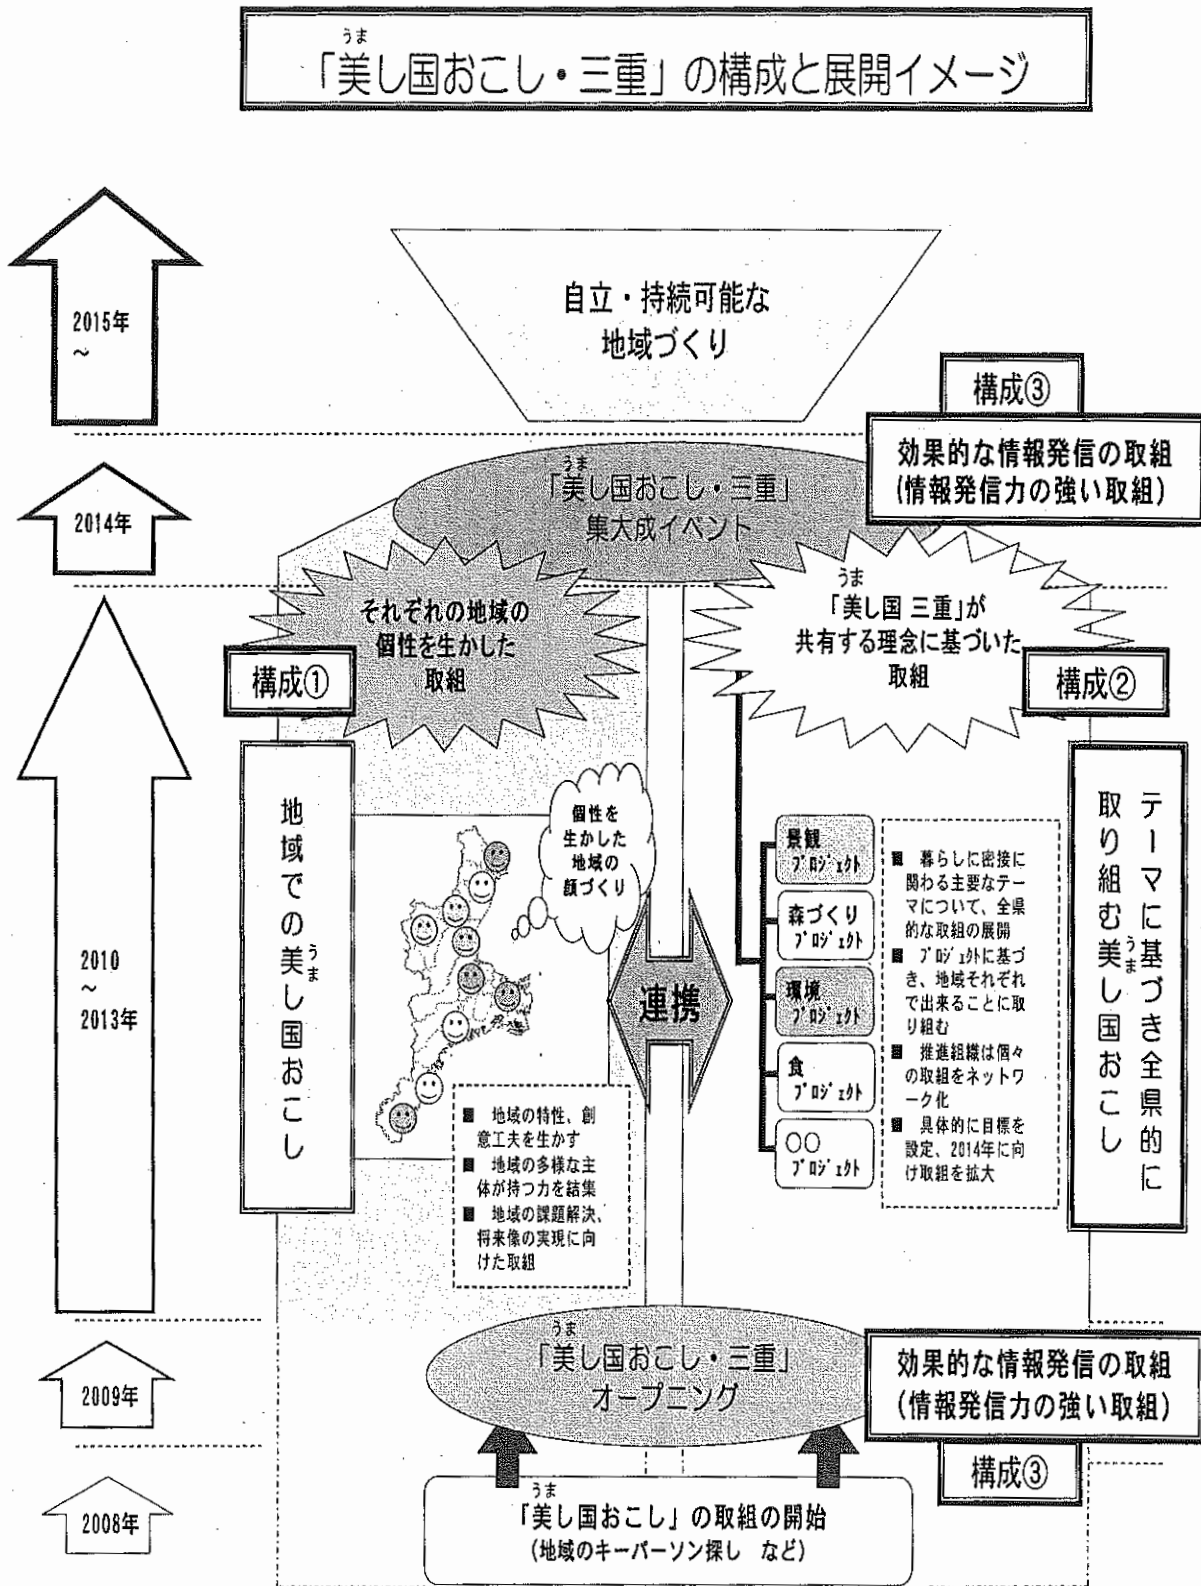 うま
「美し国おこし・三重」の構成と展開イメージ
2015年
～
自立・持続可能な
地域づくり
構成③
効果的な情報発信の取組
(情報発信力の強い取組)
2014年
うま
「美し国おこし・三重」
集大成イベント
それぞれの地域の
個性を生かした
取組
うま
「美し国 三重」が
共有する理念に基づいた
取組
構成①
構成②
2010
～
2013年
地域での美し国おこし
うま
個性を
生かした
地域の
顔づくり
■ 地域の特性、創
意工夫を生かす
■ 地域の多様な主
体が持つ力を結集
■ 地域の課題解決、
将来像の実現に向
けた取組
連携
景観
プロジェクト
森づくり
プロジェクト
環境
プロジェクト
食
プロジェクト
○○
プロジェクト
■ 暮らしに密接に
関わる主要なテー
マについて、全県
的な取組の展開
■ プロジェクトに基づ
き、地域それぞれ
で出来ることに取
り組む
■ 推進組織は個々
の取組をネットワ
ーク化
■ 具体的に目標を
設定、2014年に向
け取組を拡大
テーマに基づき全県的に
取り組む美し国おこし
うま
2009年
うま
「美し国おこし・三重」
オープニング
効果的な情報発信の取組
(情報発信力の強い取組)
構成③
2008年
うま
「美し国おこし」の取組の開始
(地域のキーパーソン探し など)